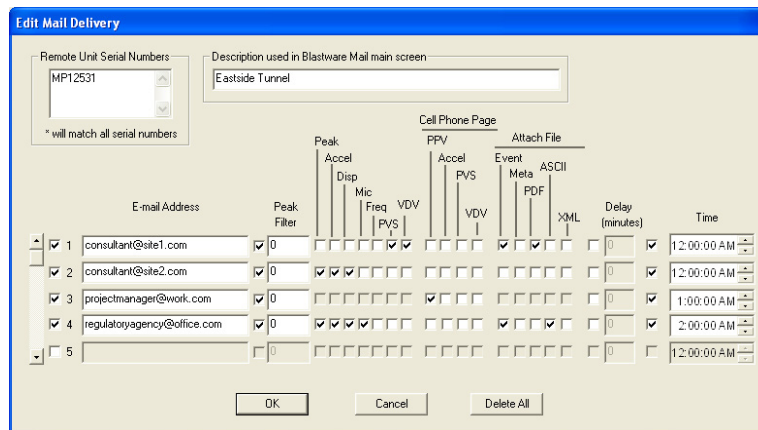 Edit Mail Delivery
Remote Unit Serial Numbers
Description used in Blastware Mail main screen
MP12531
Eastside Tunnel
* will match all serial numbers
Cell Phone Page
Peak
PPV
Attach File
Accel
Accel
Event
ASCII
Disp
PVS
Meta
Mic
PDF
E-mail Address
Peak Filter
Freq
VDV
VDV
XML
Delay (minutes)
Time
PVS
1 consultant@site1.com 0 0 12:00:00 AM
2 consultant@site2.com 0 0 12:00:00 AM
3 projectmanager@work.com 0 0 1:00:00 AM
4 regulatoryagency@office.com 0 0 2:00:00 AM
5 0 0 12:00:00 AM
OK Cancel Delete All